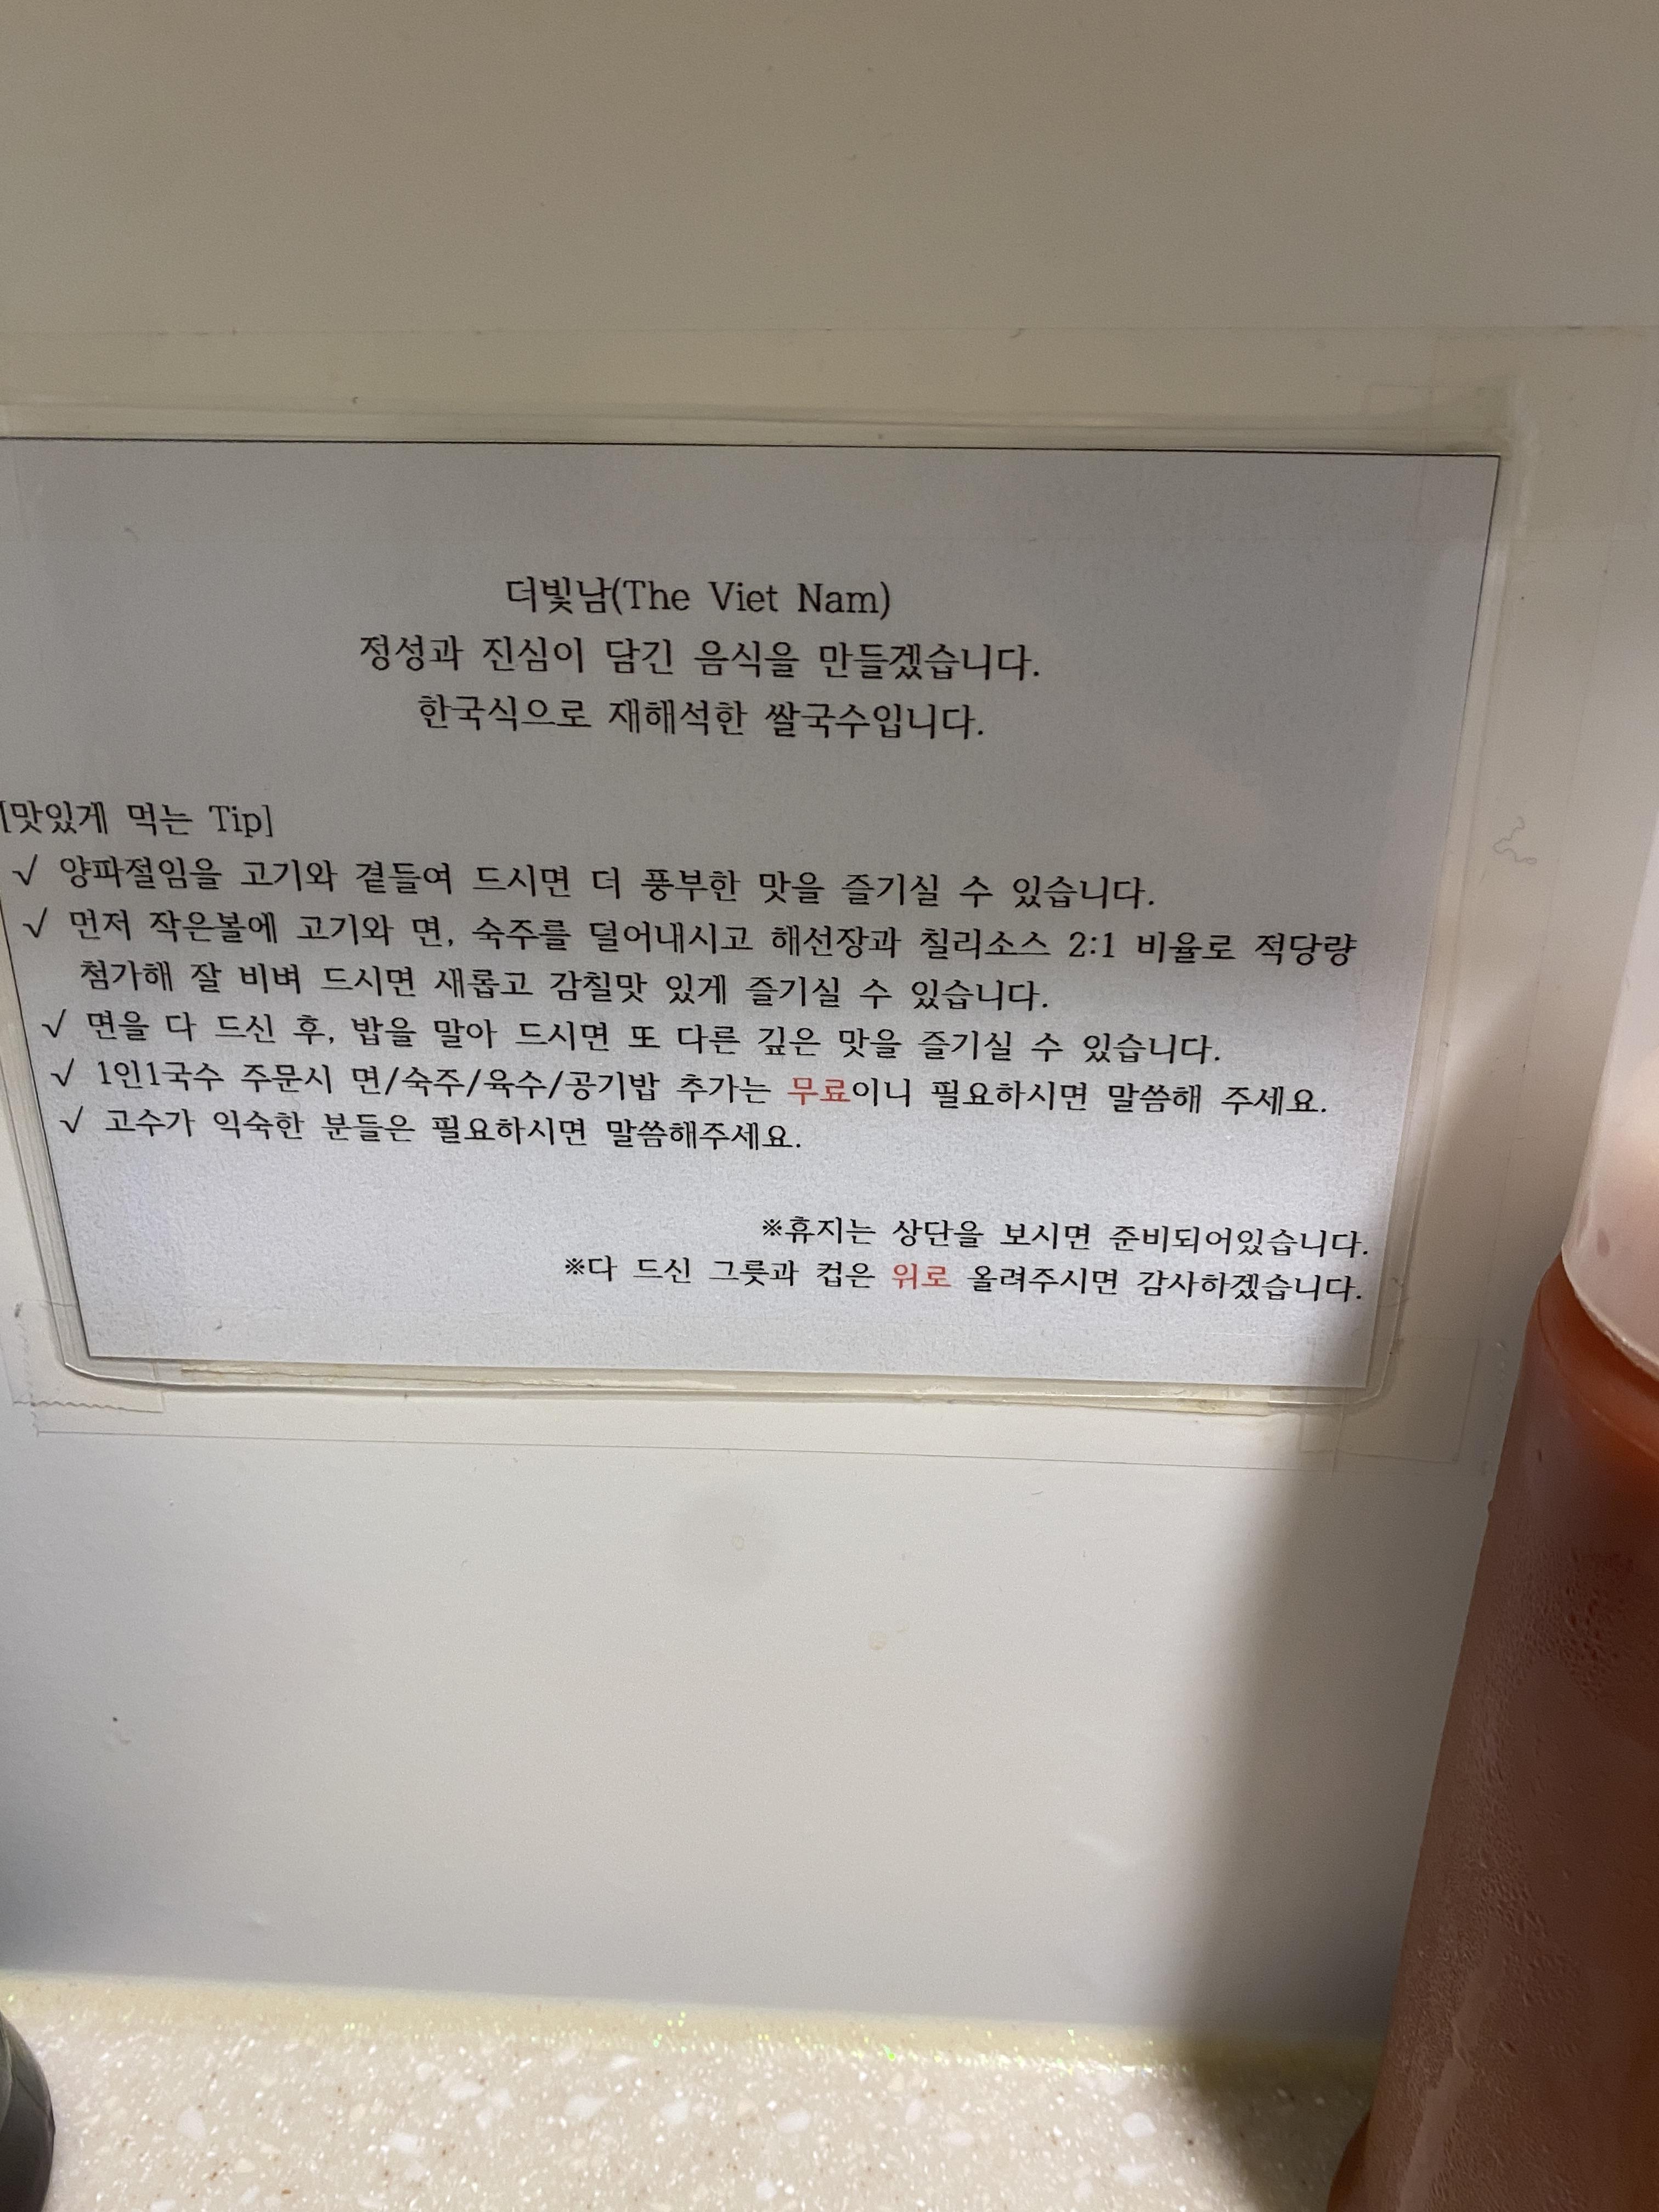 더빛남(The Viet Nam)
정성과 진심이 담긴 음식을 만들겠습니다.
한국식으로 재해석한 쌀국수입니다.
[맛있게 먹는 Tip]
√ 양파절임을 고기와 곁들여 드시면 더 풍부한 맛을 즐기실 수 있습니다.
√ 먼저 작은볼에 고기와 면, 숙주를 덜어내시고 해선장과 칠리소스 2:1 비율로 적당량
첨가해 잘 비벼 드시면 새롭고 감칠맛 있게 즐기실 수 있습니다.
√ 면을 다 드신 후, 밥을 말아 드시면 또 다른 깊은 맛을 즐기실 수 있습니다.
√ 1인1국수 주문시 면/숙주/육수/공기밥 추가는 무료이니 필요하시면 말씀해 주세요.
√ 고수가 익숙한 분들은 필요하시면 말씀해주세요.
※휴지는 상단을 보시면 준비되어있습니다.
※다 드신 그릇과 컵은 위로 올려주시면 감사하겠습니다.